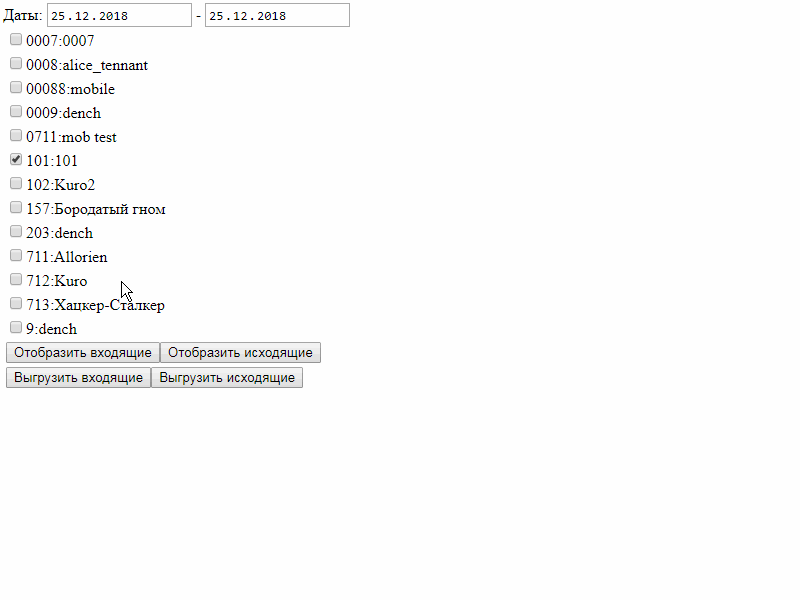 Даты: 25.12.2018 - 25.12.2018
0007:0007
0008:alice_tennant
00088:mobile
0009:dench
0711:mob test
101:101
102:Kuro2
157:Бородатый гном
203:dench
711:Allorien
712:Kuro
713:Хацкер-Сталкер
9:dench
Отобразить входящие Отобразить исходящие
Выгрузить входящие Выгрузить исходящие